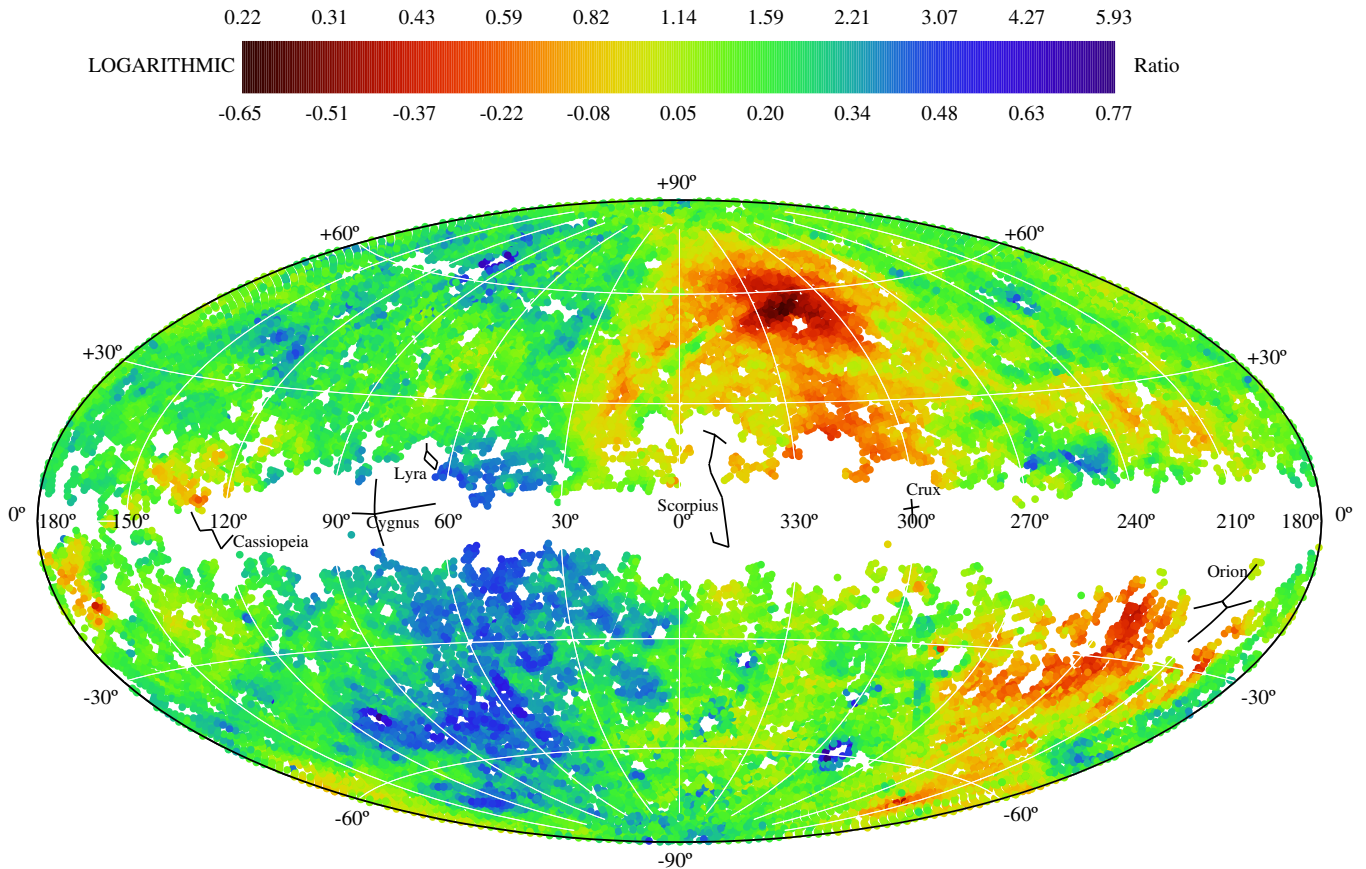 0.22 0.31 0.43 0.59 0.82 1.14 1.59 2.21 3.07 4.27 5.93
LOGARITHMIC Ratio
-0.65 -0.51 -0.37 -0.22 -0.08 0.05 0.20 0.34 0.48 0.63 0.77
+90º
+60º +60º
+30º +30º
Lyra
Crux
Scorpius
0º 180º 150º 120º 90º Cygnus 60º 30º 0º 330º 300º 270º 240º 210º 180º 0º
Cassiopeia
Orion
-30º -30º
-60º -60º
-90º